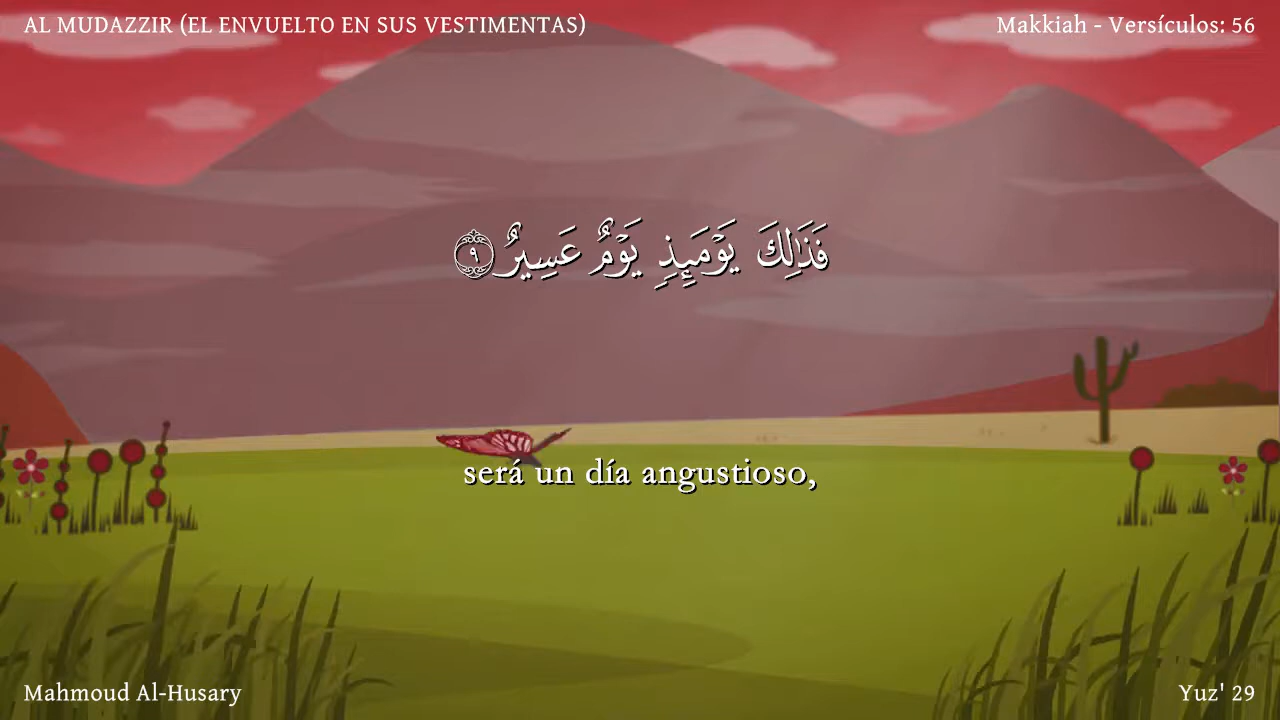 AL MUDAZZIR (EL ENVUELTO EN SUS VESTIMENTAS)
Makkiah - Versículos: 56
فَذَٰلِكَ يَوْمَئِذٍ يَوْمٌ عَسِيرٌ ٩
será un día angustioso,
Mahmoud Al-Husary
Yuz' 29